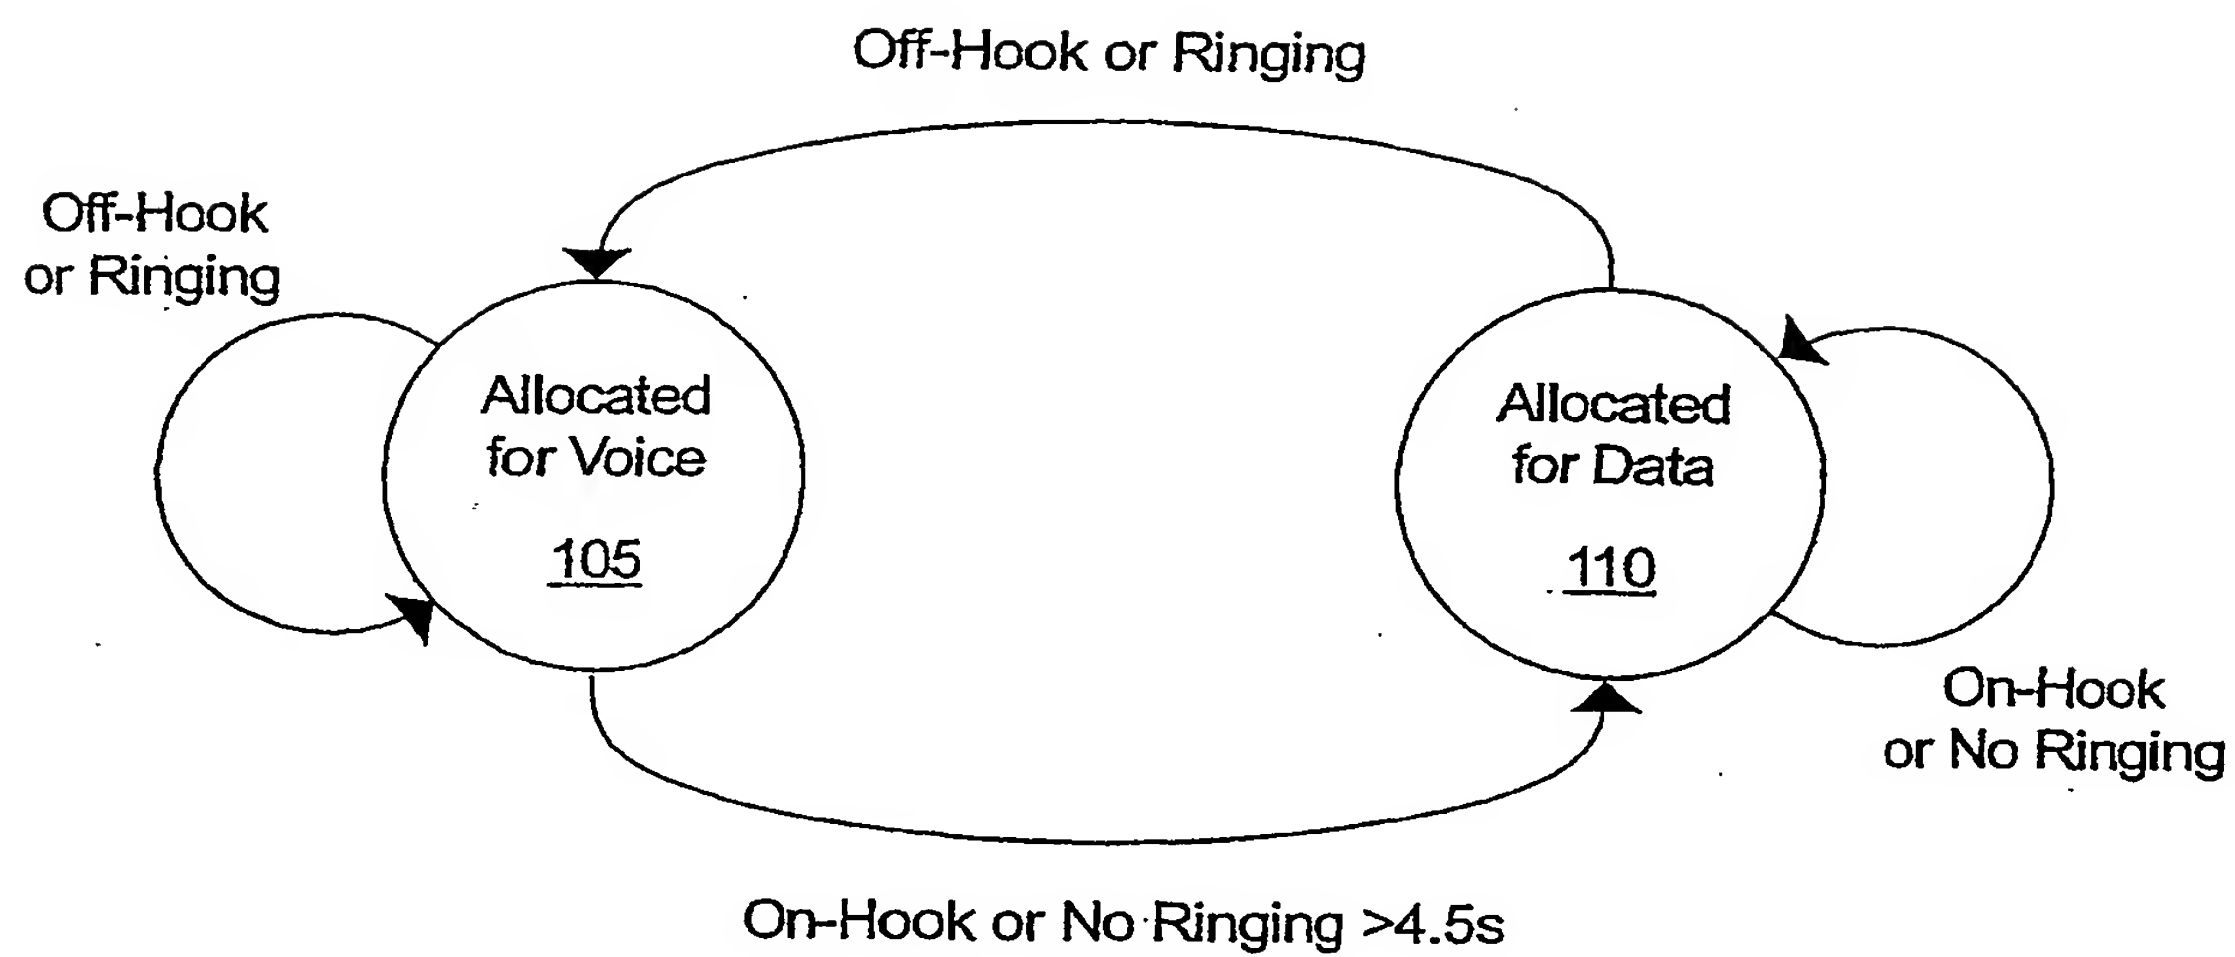 Off-Hook or Ringing
Off-Hook
or Ringing
Allocated
for Voice
105
Allocated
for Data
110
On-Hook
or No Ringing
On-Hook or No Ringing >4.5s